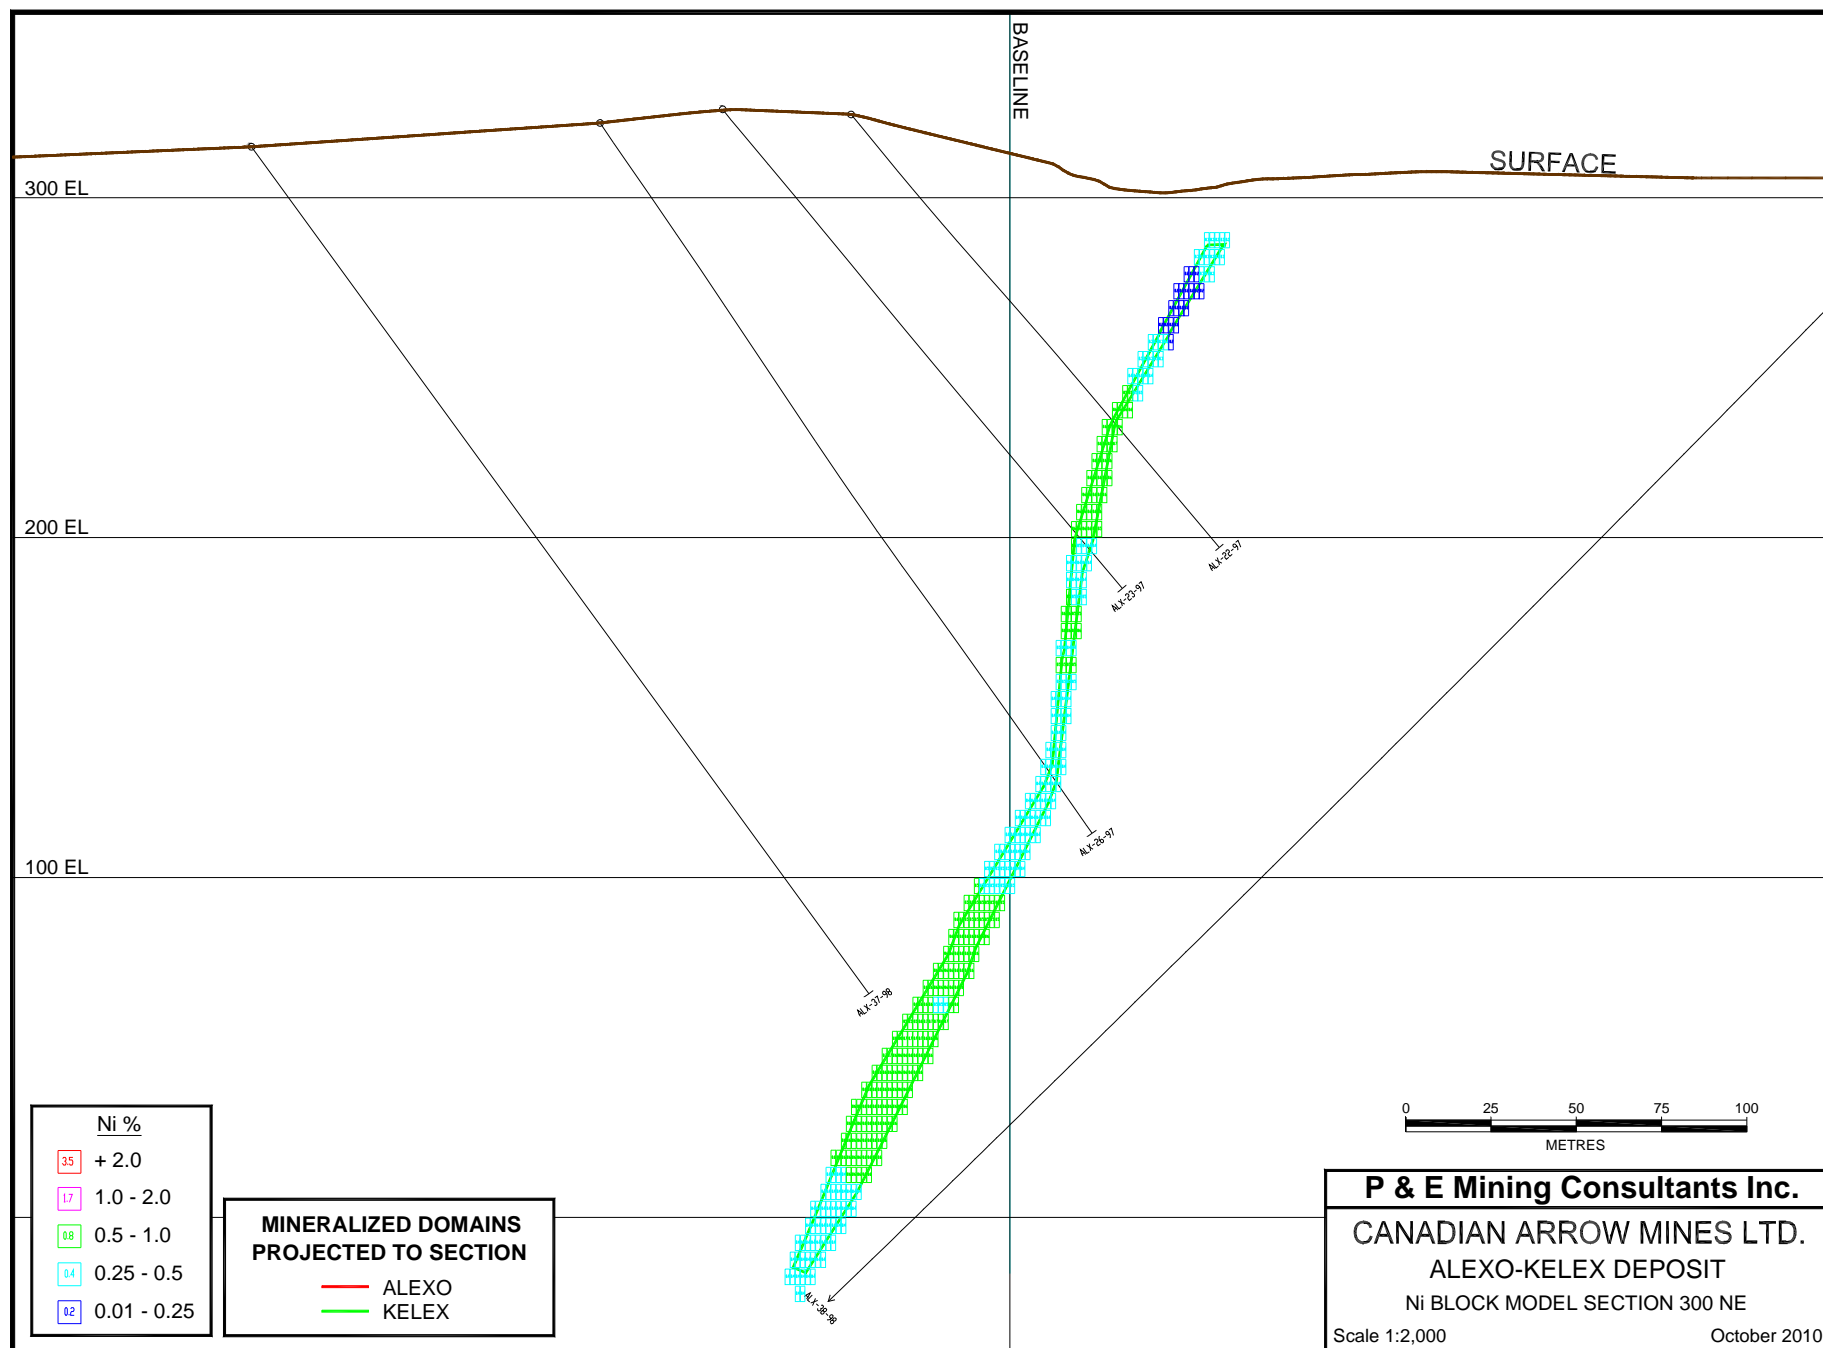 BASELINE
SURFACE
300 EL
200 EL
ALX-22-97
ALX-23-97
ALX-26-97
100 EL
ALX-37-98
ALX-38-98
Ni %
3.5 + 2.0
1.7 1.0 - 2.0
0.8 0.5 - 1.0
0.4 0.25 - 0.5
0.2 0.01 - 0.25
MINERALIZED DOMAINS
PROJECTED TO SECTION
ALEXO
KELEX
0 25 50 75 100
METRES
P & E Mining Consultants Inc.
CANADIAN ARROW MINES LTD.
ALEXO-KELEX DEPOSIT
Ni BLOCK MODEL SECTION 300 NE
Scale 1:2,000 October 2010